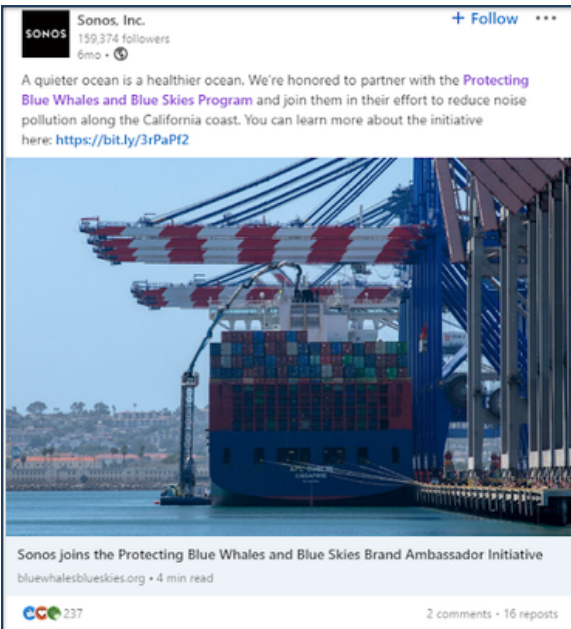 SONOS
Sonos, Inc.
+ Follow •••
159,374 followers
6mo •
A quieter ocean is a healthier ocean. We're honored to partner with the Protecting
Blue Whales and Blue Skies Program and join them in their effort to reduce noise
pollution along the California coast. You can learn more about the initiative
here: https://bit.ly/3rPaPf2
SINGAPORE
Sonos joins the Protecting Blue Whales and Blue Skies Brand Ambassador Initiative
bluewhalesblueskies.org • 4 min read
237
2 comments • 16 reposts